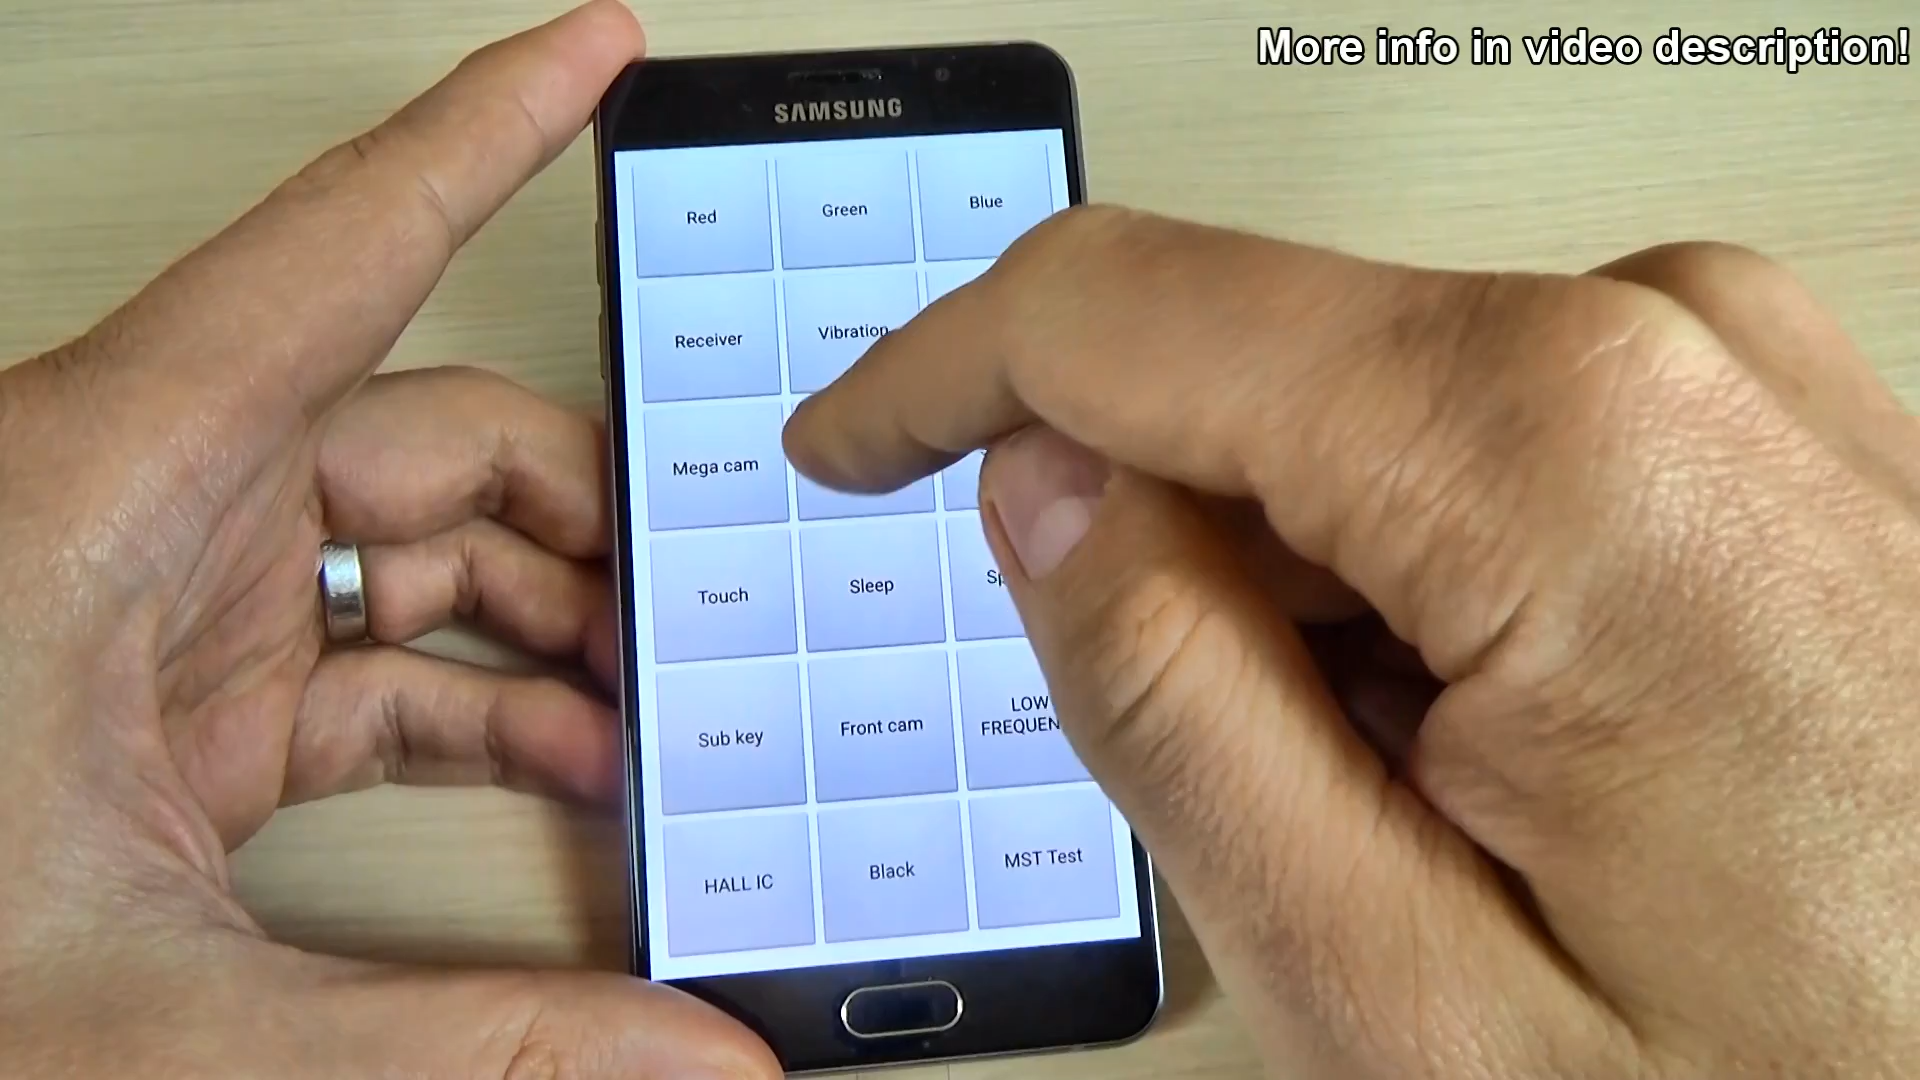 More info in video description!
SAMSUNG
Red
Green
Blue
Receiver
Vibration
Mega cam
Touch
Sleep
Sub key
Front cam
LOW
HALL IC
Black
MST Test